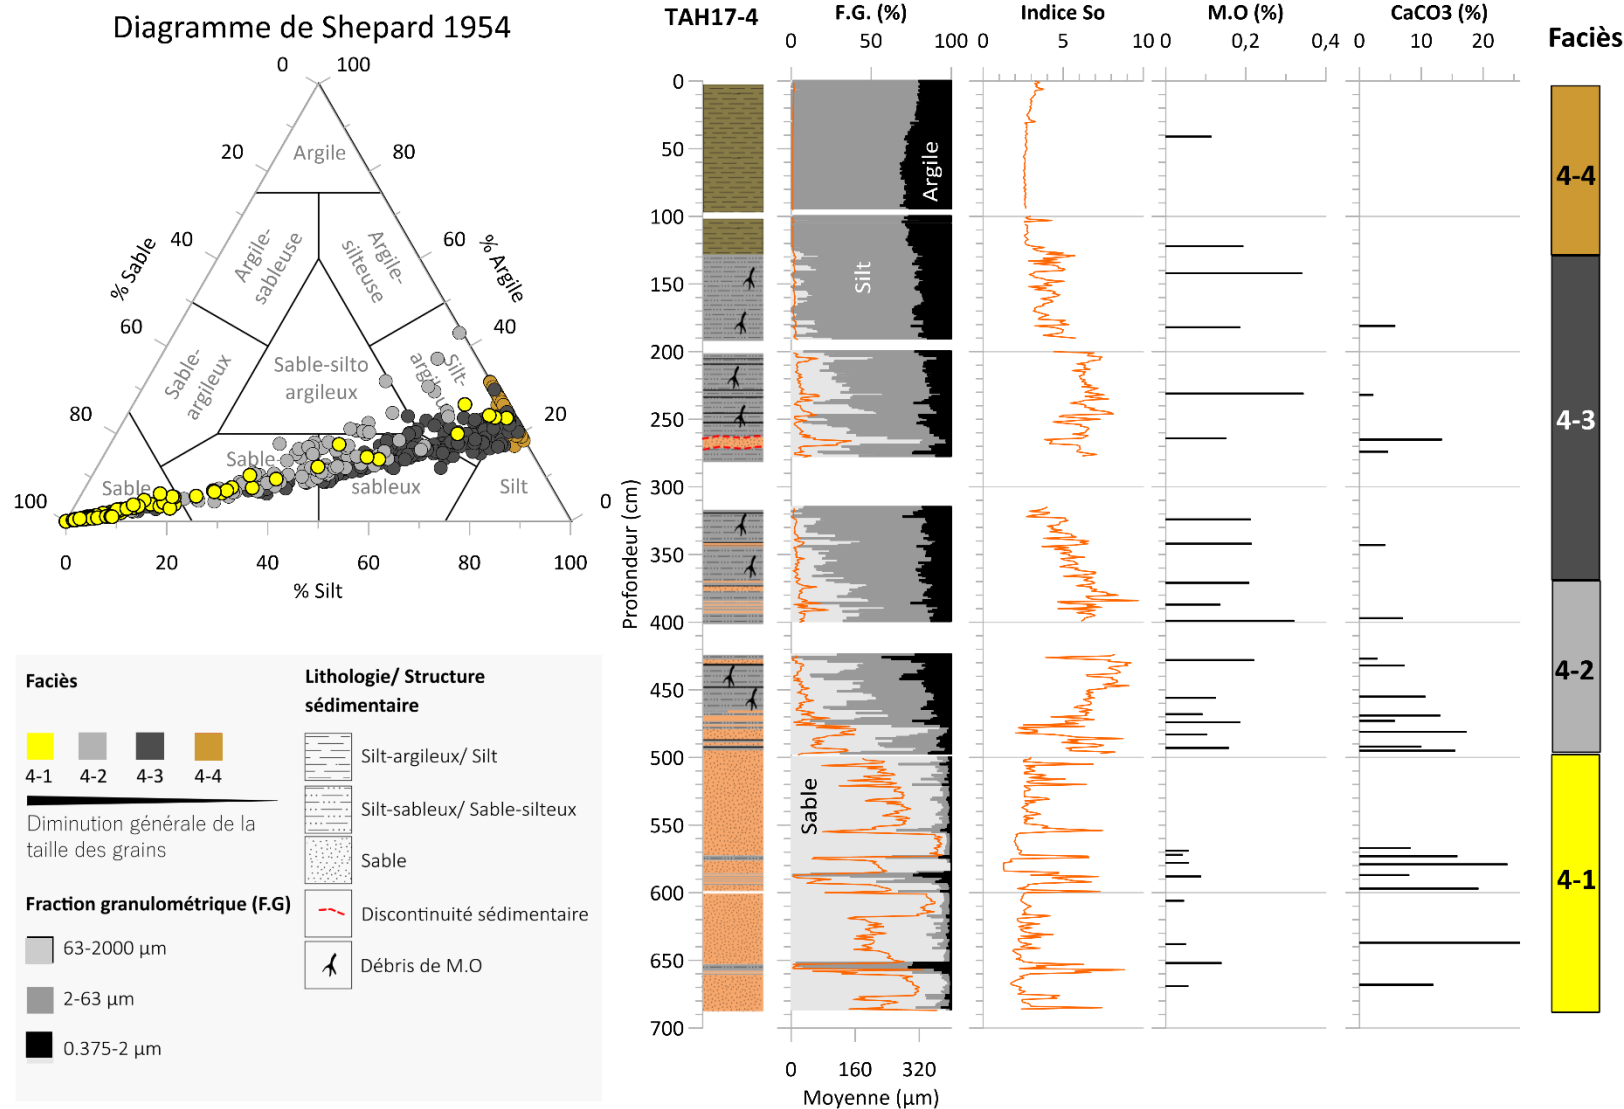 Diagramme de Shepard 1954
0 100
20 Argile 80
40 60
% Sable
% Argile
Argile-
sableuse
Argile-
silteuse
60 40
Sable-
argileux
Sable-silto
argileux
Silt-
argileux
80 20
Sable
Sable
sableux
Silt
100 0
0 20 40 60 80 100
% Silt
Faciès
4-1 4-2 4-3 4-4
Diminution générale de la
taille des grains
Fraction granulométrique (F.G)
63-2000 µm
2-63 µm
0.375-2 µm
Lithologie/ Structure
sédimentaire
Silt-argileux/ Silt
Silt-sableux/ Sable-silteux
Sable
Discontinuité sédimentaire
Débris de M.O
TAH17-4
F.G. (%)
Indice So
M.O (%)
CaCO3 (%)
Faciès
0 50 100
0 5 10
0 0,2 0,4
0 10 20
Profondeur (cm)
0
50
100
150
200
250
300
350
400
450
500
550
600
650
700
Argile
Silt
Sable
0 160 320
Moyenne (µm)
4-4
4-3
4-2
4-1